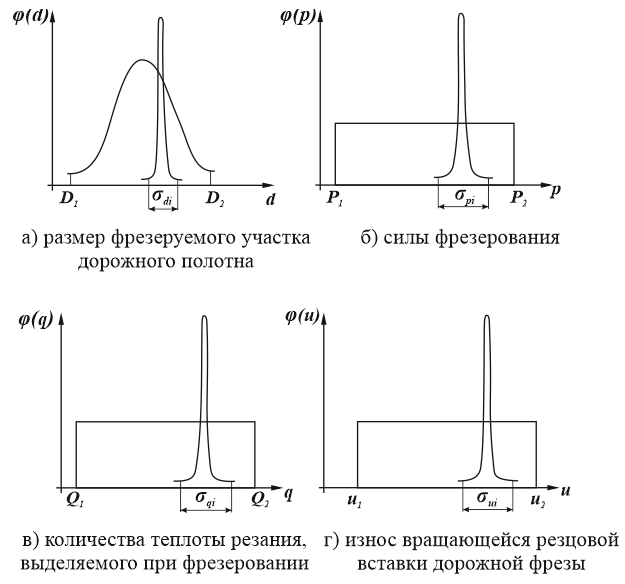 φ(d)
D1 σdi D2 d
а) размер фрезеруемого участка
дорожного полотна
φ(p)
P1 σpi P2 p
б) силы фрезерования
φ(q)
Q1 σqi Q2 q
в) количества теплоты резания,
выделяемого при фрезеровании
φ(u)
u1 σui u2 u
г) износ вращающейся резцовой
вставки дорожной фрезы